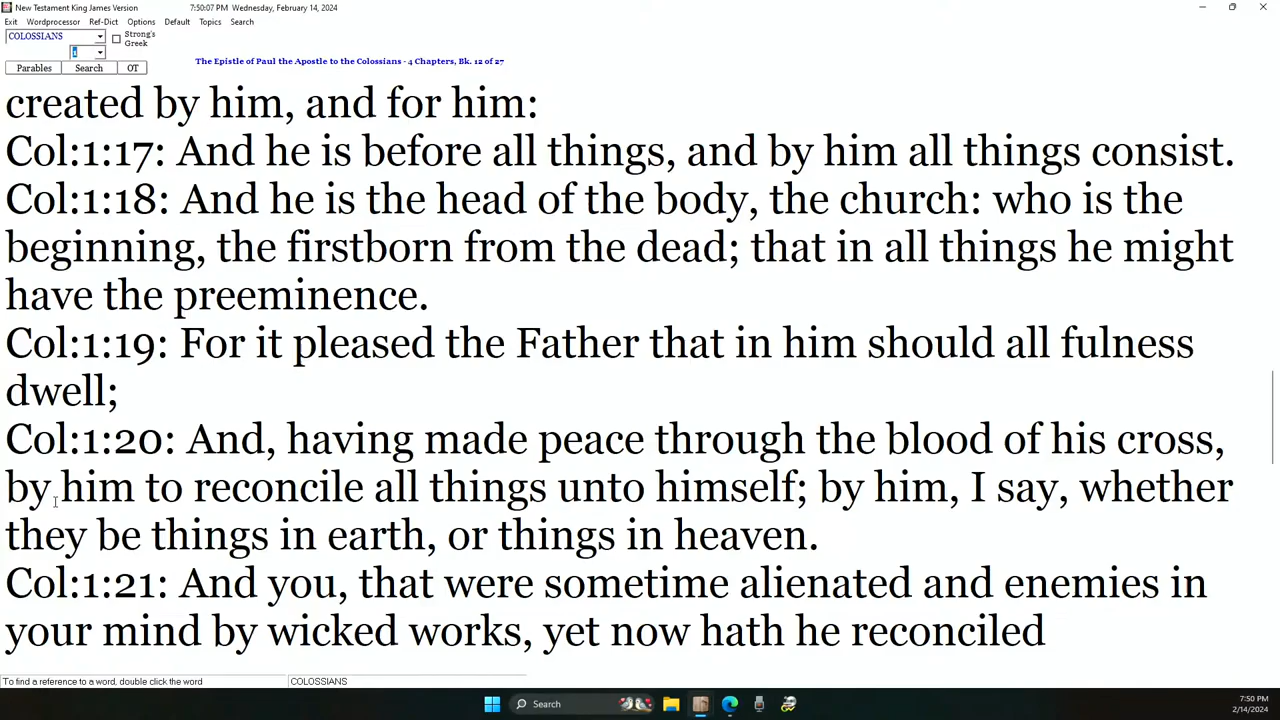 New Testament King James Version 7:50:07 PM Wednesday, February 14, 2024
Exit Wordprocessor Ref-Dict Options Default Topics Search
COLOSSIANS
Strong's
Greek
1
The Epistle of Paul the Apostle to the Colossians - 4 Chapters, Bk. 12 of 27
Parables Search OT
created by him, and for him:
Col:1:17: And he is before all things, and by him all things consist.
Col:1:18: And he is the head of the body, the church: who is the
beginning, the firstborn from the dead; that in all things he might
have the preeminence.
Col:1:19: For it pleased the Father that in him should all fulness
dwell;
Col:1:20: And, having made peace through the blood of his cross,
by him to reconcile all things unto himself; by him, I say, whether
they be things in earth, or things in heaven.
Col:1:21: And you, that were sometime alienated and enemies in
your mind by wicked works, yet now hath he reconciled
To find a reference to a word, double click the word COLOSSIANS
Search
7:50 PM
2/14/2024